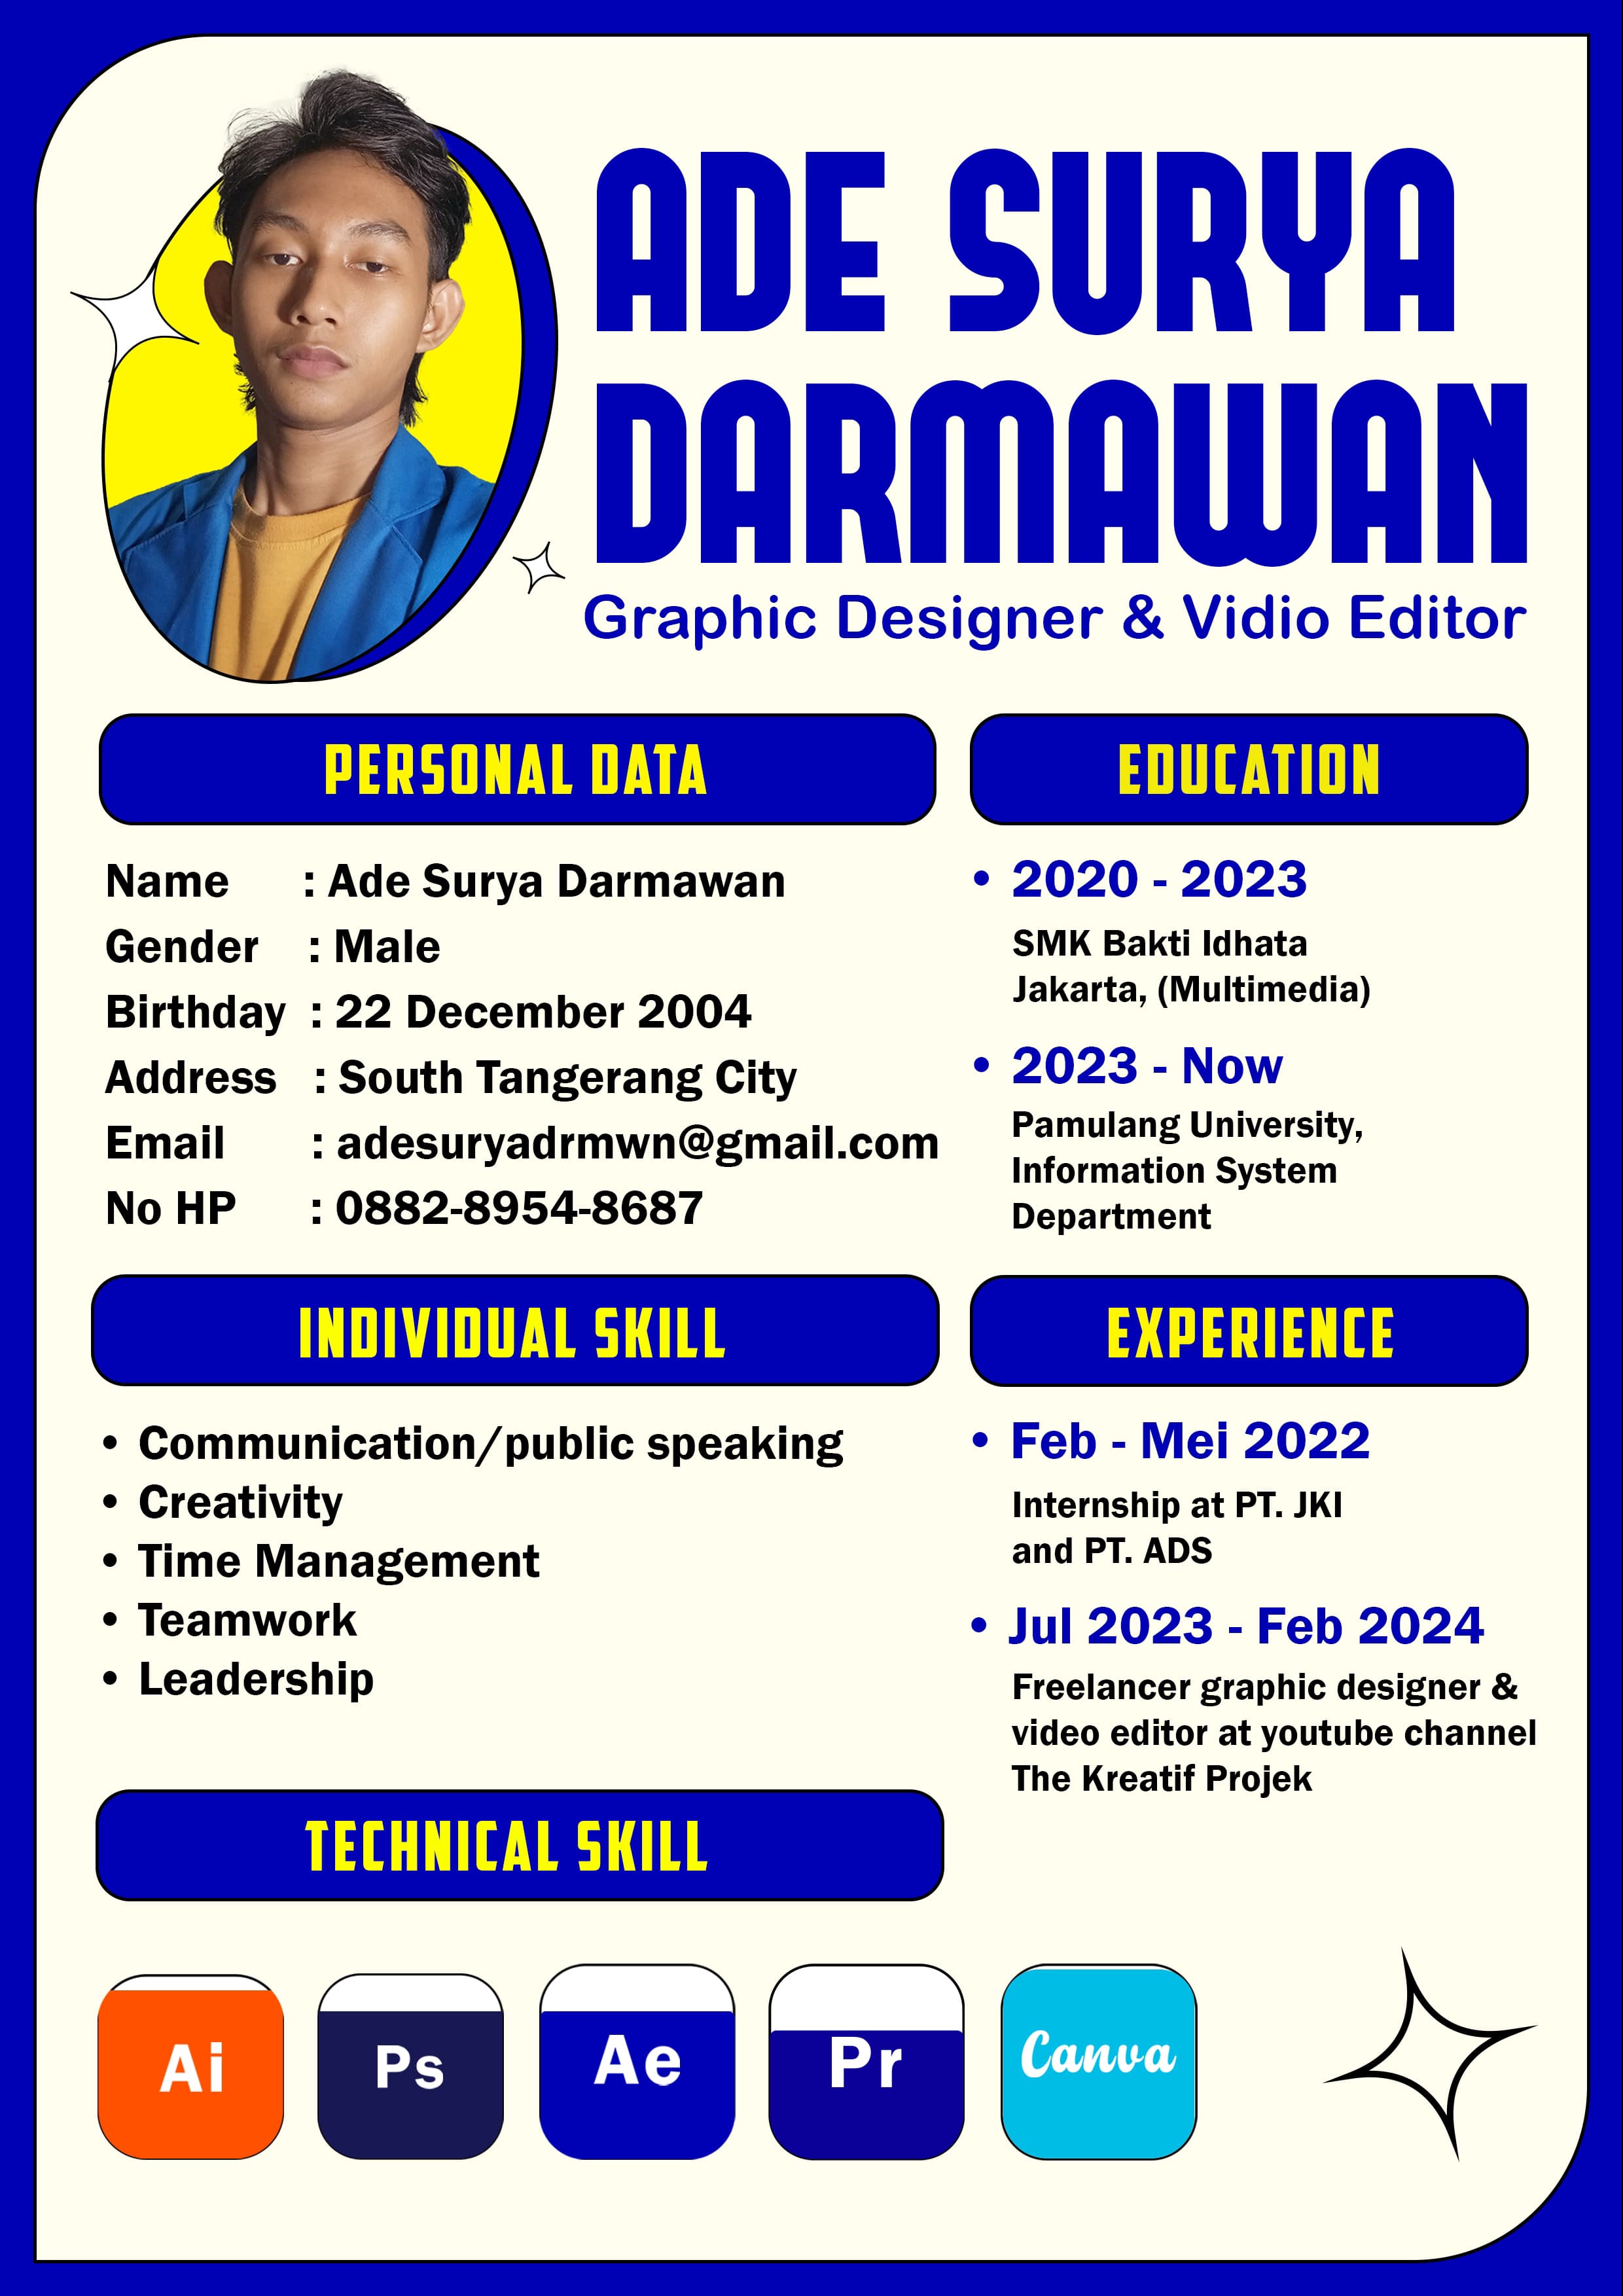 ADE SURYA
DARMAWAN
Graphic Designer & Vidio Editor
PERSONAL DATA
Name : Ade Surya Darmawan
Gender : Male
Birthday : 22 December 2004
Address : South Tangerang City
Email : adesuryadrmwn@gmail.com
No HP : 0882-8954-8687
EDUCATION
• 2020 - 2023
SMK Bakti Idhata
Jakarta, (Multimedia)
• 2023 - Now
Pamulang University,
Information System
Department
INDIVIDUAL SKILL
• Communication/public speaking
• Creativity
• Time Management
• Teamwork
• Leadership
EXPERIENCE
• Feb - Mei 2022
Internship at PT. JKI
and PT. ADS
• Jul 2023 - Feb 2024
Freelancer graphic designer &
video editor at youtube channel
The Kreatif Projek
TECHNICAL SKILL
Ai Ps Ae Pr Canva